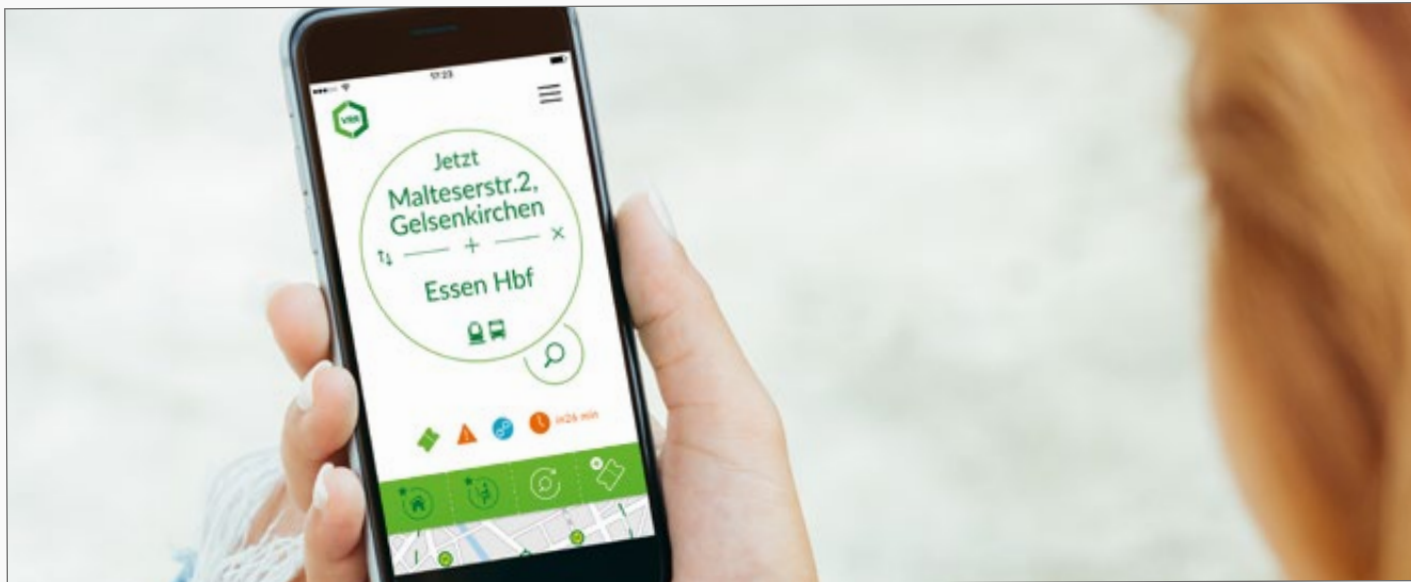 17:23
VRR
Jetzt
Malteserstr.2,
Gelsenkirchen
Essen Hbf
in26 min